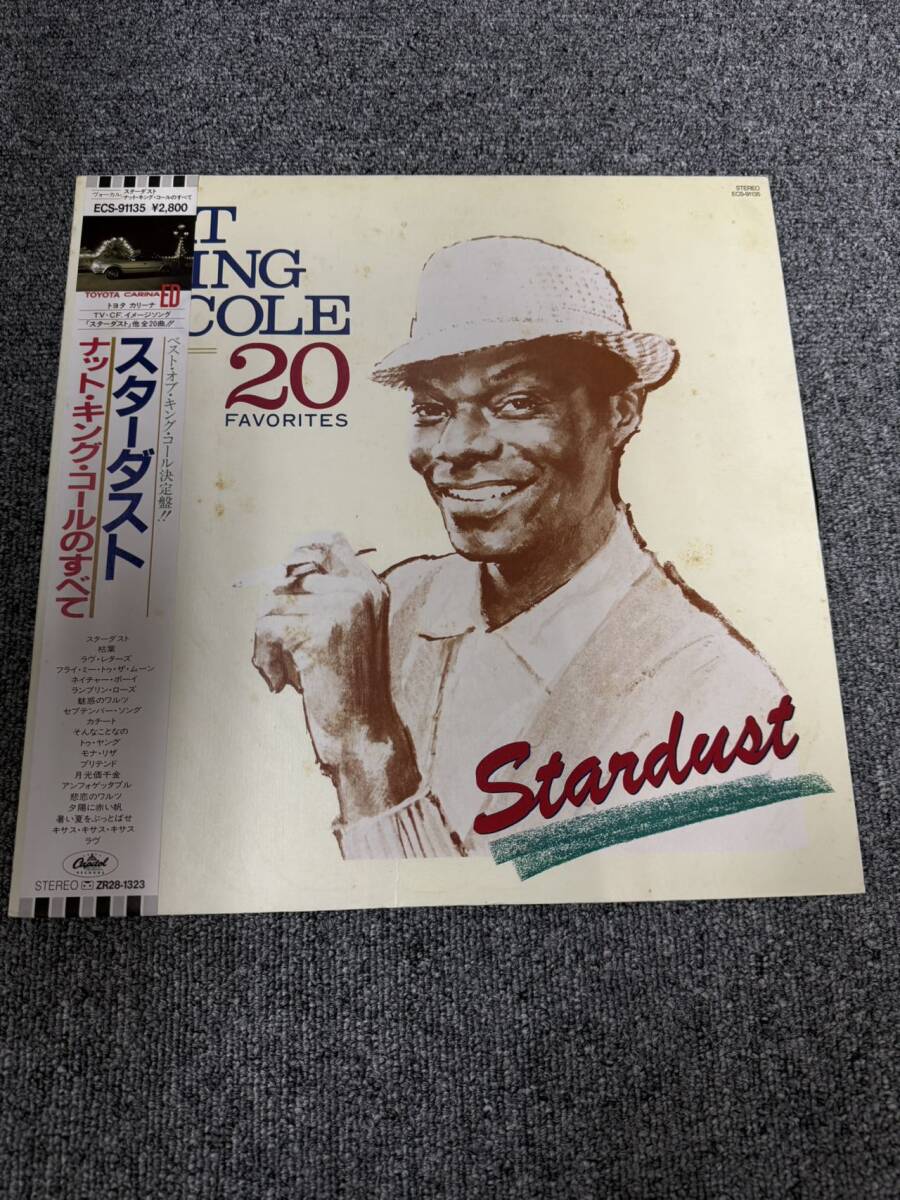 ヴォーカル
スターダスト
ナット・キング・コールのすべて
ECS-91135 ¥2,800
TOYOTA CARINA ED
トヨタ カリーナ
TV-CF.イメージソング
「スターダスト」他 全20曲!!
ベスト・オブ・キング・コール決定盤!!
スターダスト
ナット・キング・コールのすべて
スターダスト
枯葉
ラヴ・レターズ
フライ・ミー・トゥ・ザ・ムーン
ネイチャー・ボーイ
ランブリン・ローズ
魅惑のワルツ
セプテンバー・ソング
カチート
そんなことなの
トゥ・ヤング
モナ・リザ
プリテンド
月光価千金
アンフォゲッタブル
悲恋のワルツ
夕陽に赤い帆
暑い夏をぶっとばせ
キサス・キサス・キサス
ラヴ
Capitol
RECORDS
STEREO ZR28-1323
STEREO
ECS-91135
T
ING
COLE
20
FAVORITES
Stardust